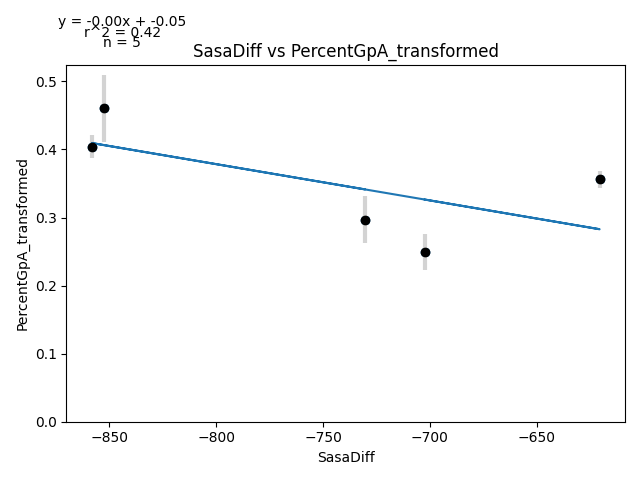 y = -0.00x + -0.05
r^2 = 0.42
n = 5
SasaDiff vs PercentGpA_transformed
PercentGpA_transformed
0.5
0.4
0.3
0.2
0.1
0.0
−850
−800
−750
−700
−650
SasaDiff